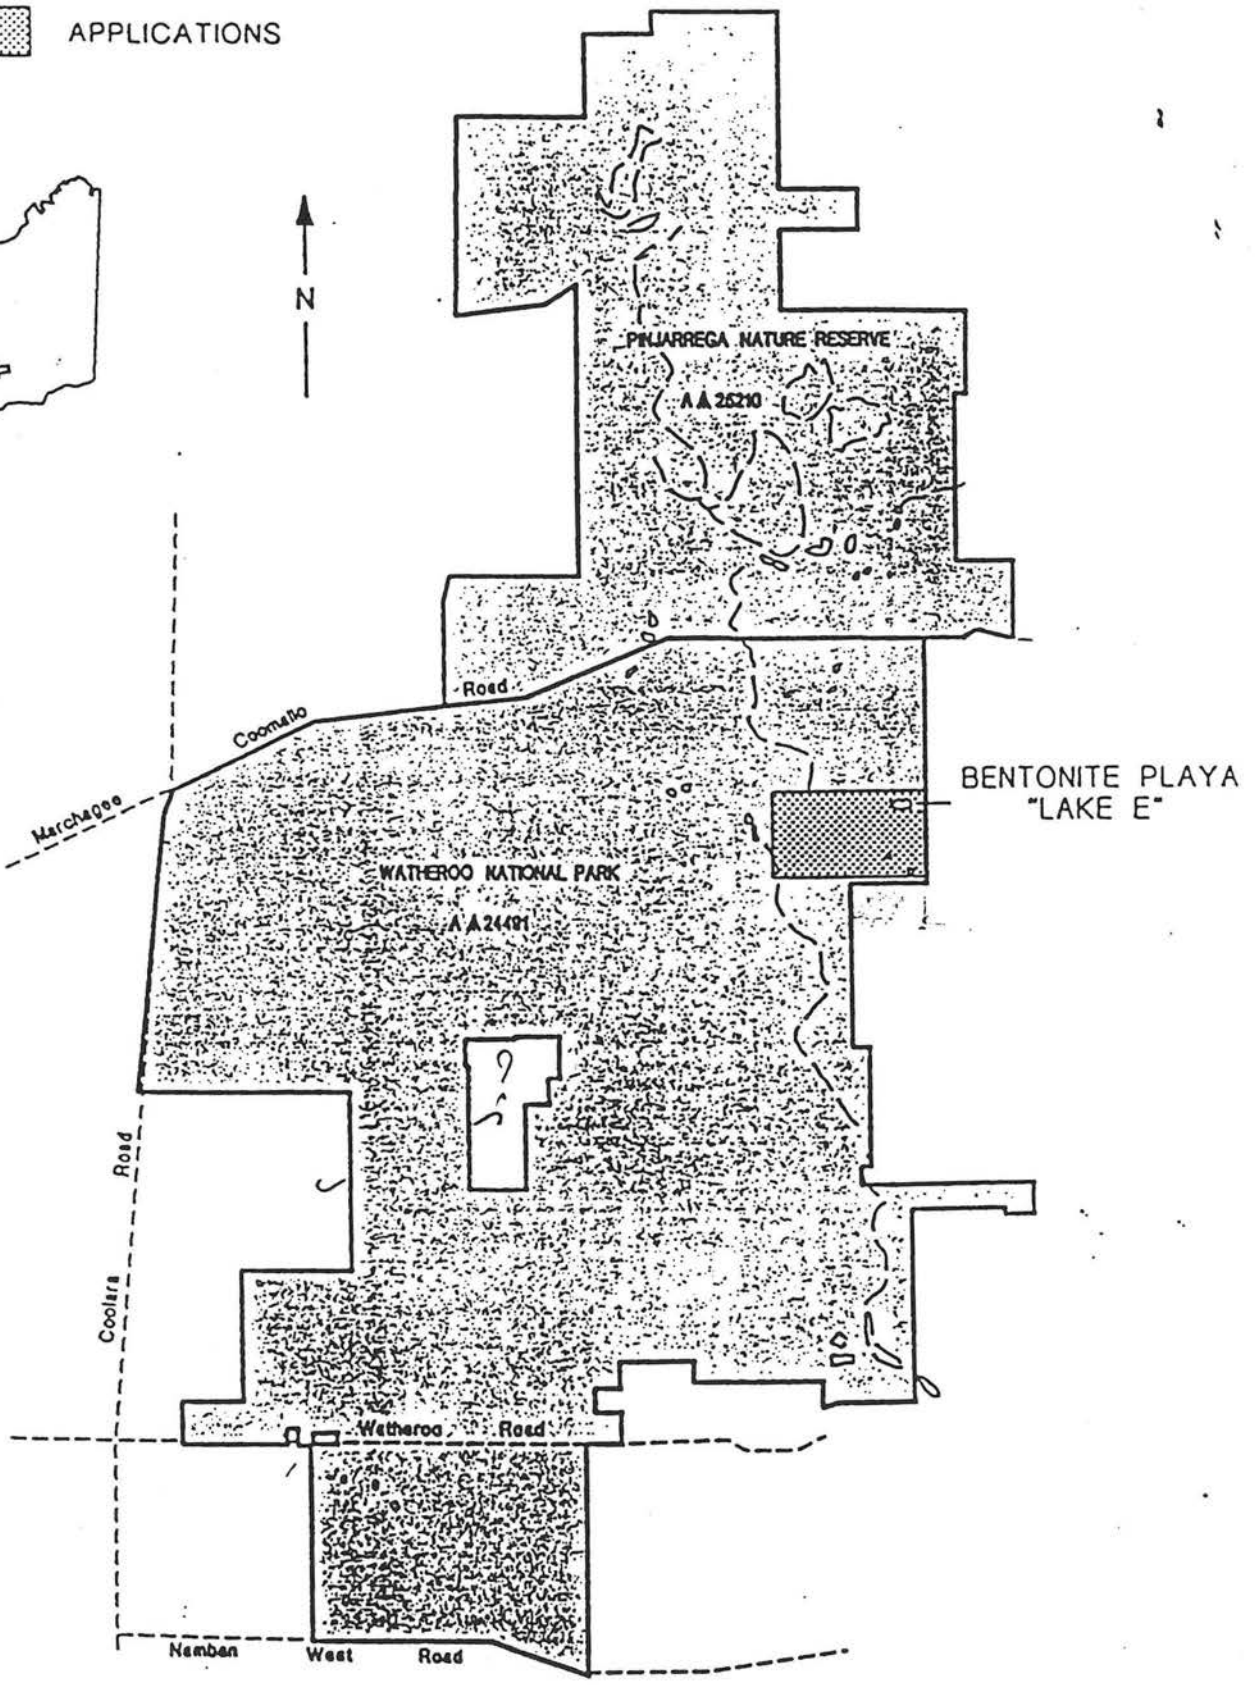 APPLICATIONS
N
PINJARREGA NATURE RESERVE
A A 25210
Marchagee Coomallo Road
BENTONITE PLAYA
"LAKE E"
WATHEROO NATIONAL PARK
A A 24491
Coolara Road
Watheroo Road
Namban West Road